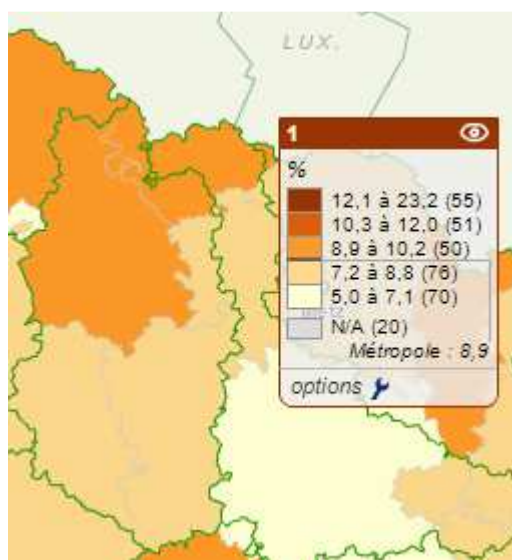 LUX.
1
%
12,1 à 23,2 (55)
10,3 à 12,0 (51)
8,9 à 10,2 (50)
7,2 à 8,8 (76)
5,0 à 7,1 (70)
N/A (20)
Métropole : 8,9
options